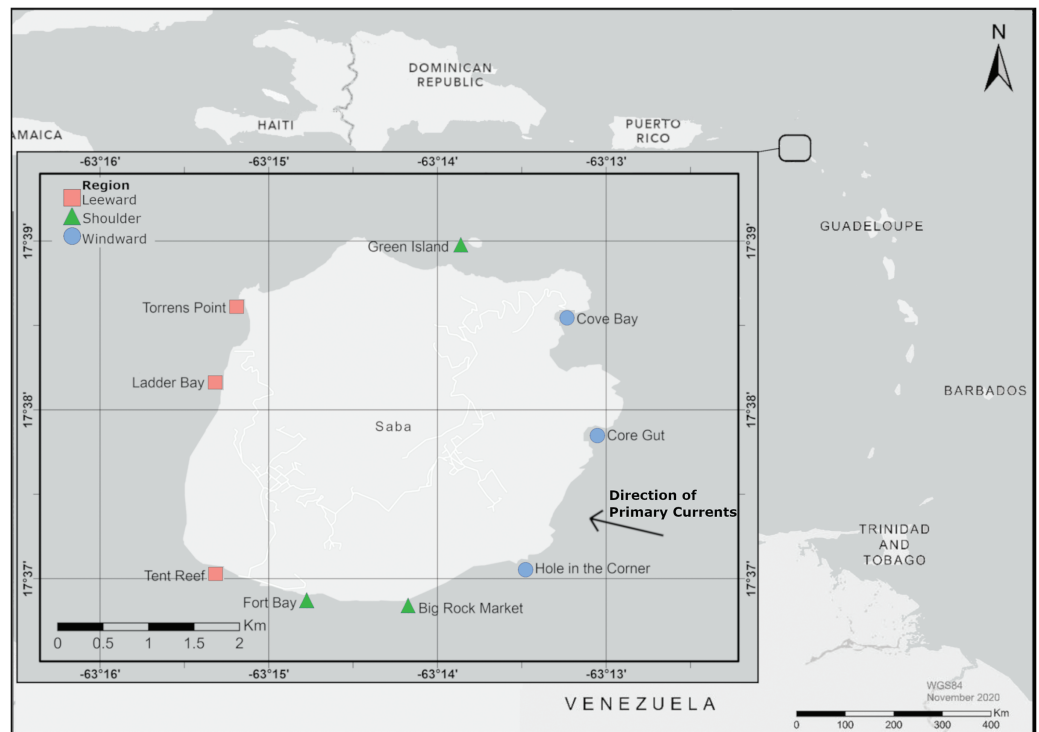 N
DOMINICAN
REPUBLIC
HAITI
AMAICA
PUERTO
RICO
-63°16' -63°15' -63°14' -63°13'
Region
Leeward
Shoulder
Windward
17°39' 17°39'
Green Island
GUADELOUPE
Torrens Point
Cove Bay
Ladder Bay
17°38' 17°38'
BARBADOS
Saba
Core Gut
Direction of
Primary Currents
TRINIDAD
AND
TOBAGO
Hole in the Corner
Tent Reef
17°37' 17°37'
Fort Bay
Big Rock Market
Km
0 0.5 1 1.5 2
-63°16' -63°15' -63°14' -63°13'
WGS84
November 2020
VENEZUELA
Km
0 100 200 300 400